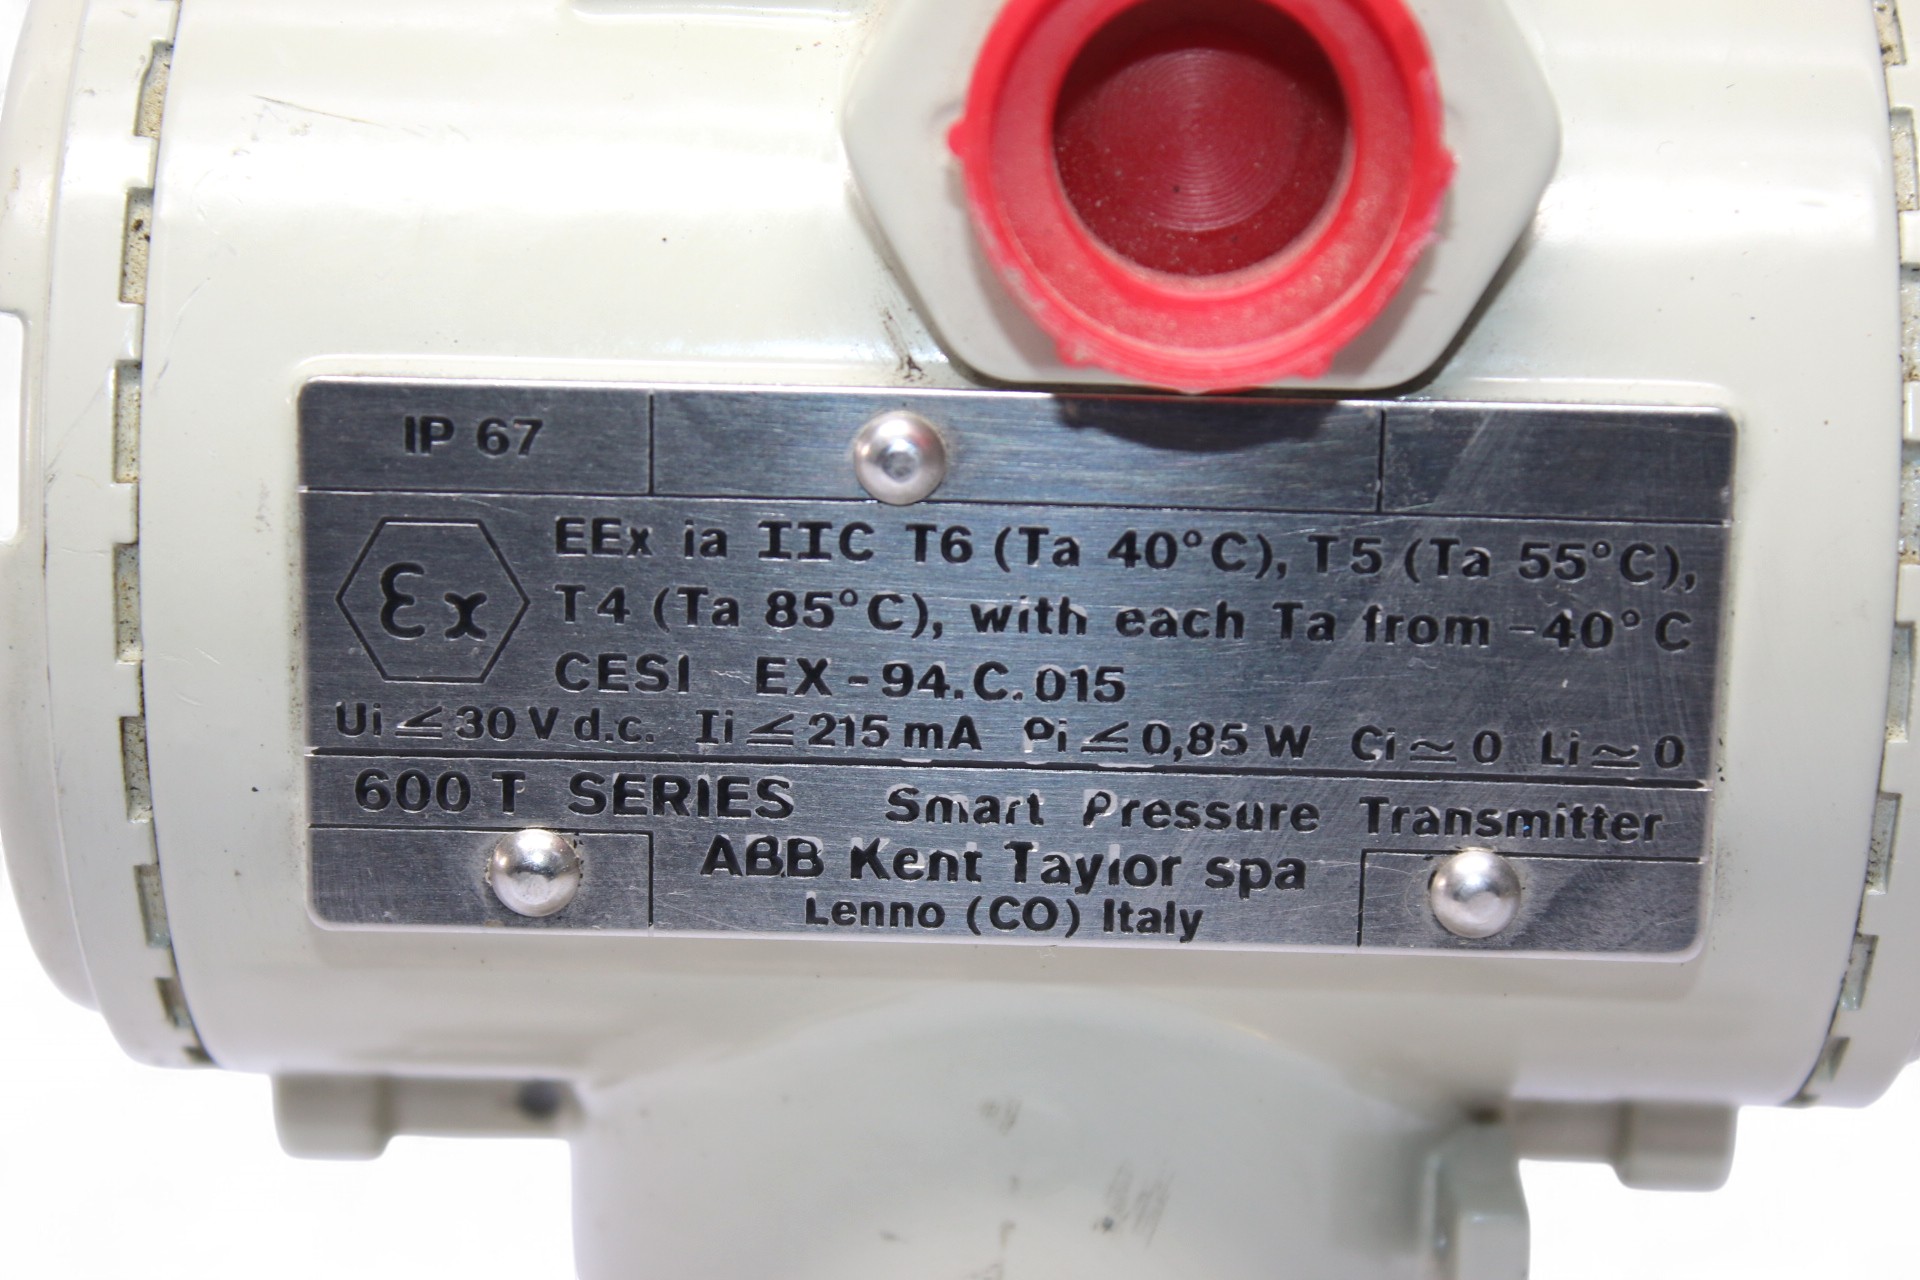 IP 67
EEx ia IIC T6 (Ta 40°C), T5 (Ta 55°C),
Ex T4 (Ta 85°C), with each Ta from -40°C
CESI EX-94.C.015
Ui ≤ 30 V d.c. Ii ≤ 215 mA Pi ≤ 0,85 W Ci ≃ 0 Li ≃ 0
600 T SERIES Smart Pressure Transmitter
ABB Kent Taylor spa
Lenno (CO) Italy